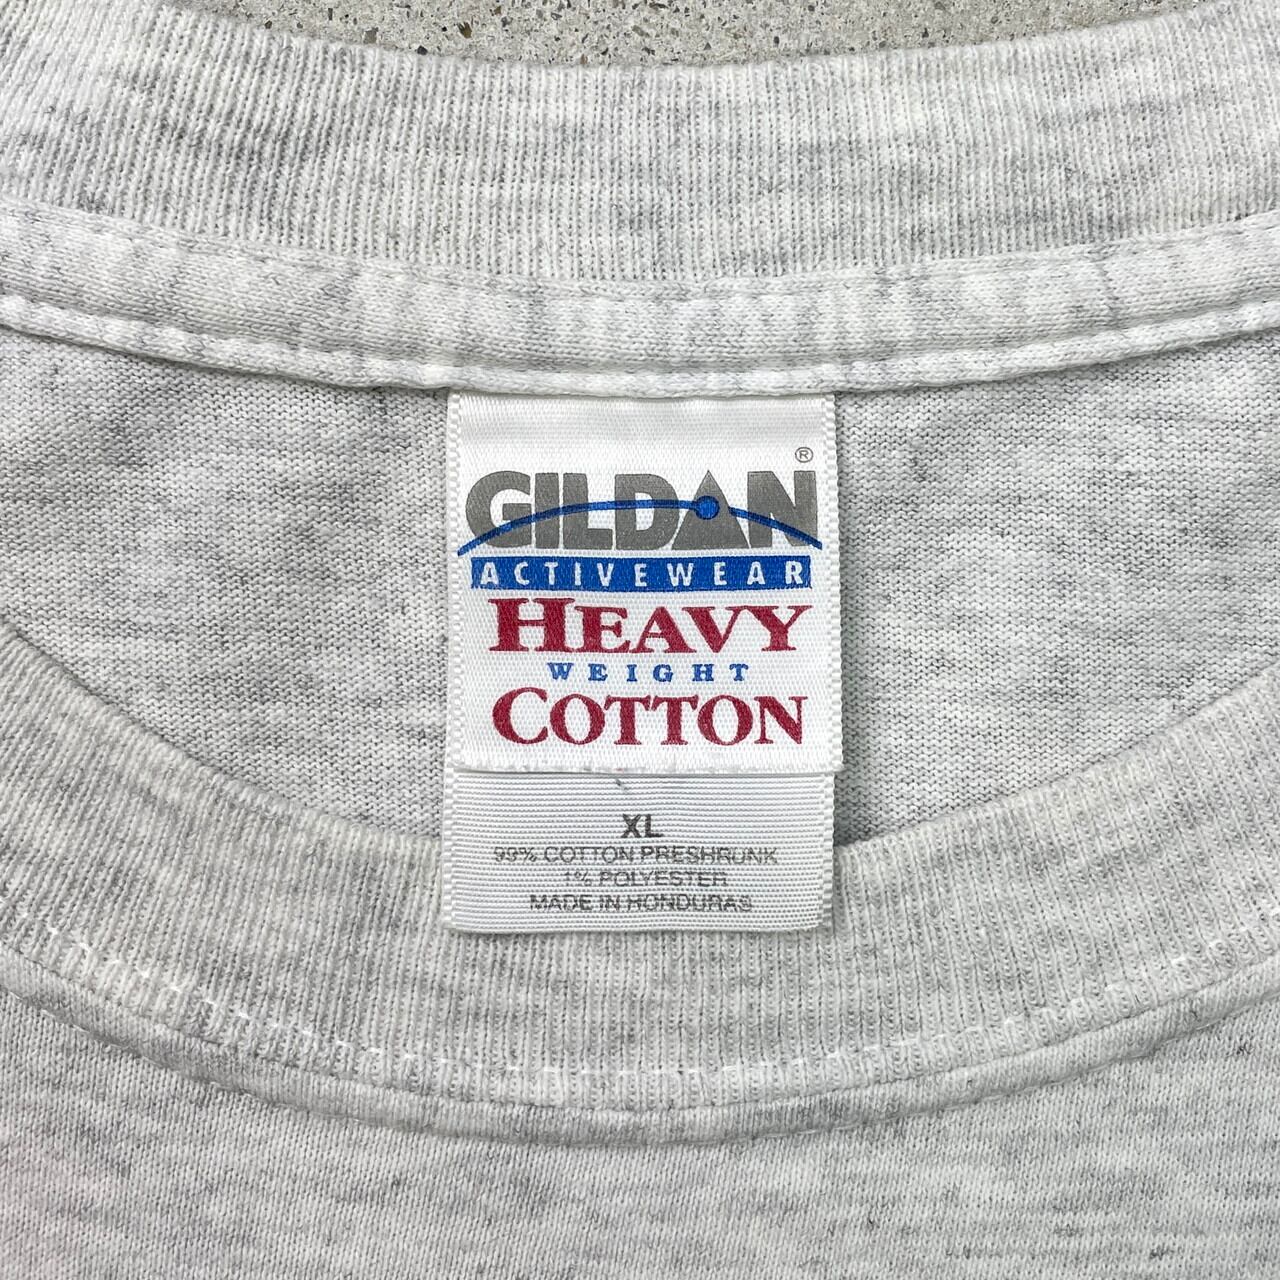 GILDAN®
ACTIVEWEAR
HEAVY
WEIGHT
COTTON
XL
99% COTTON PRESHRUNK
1% POLYESTER
MADE IN HONDURAS